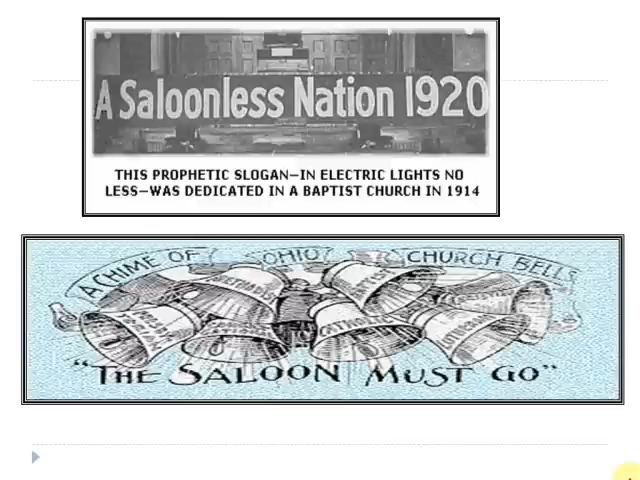 A Saloonless Nation 1920
THIS PROPHETIC SLOGAN—IN ELECTRIC LIGHTS NO
LESS—WAS DEDICATED IN A BAPTIST CHURCH IN 1914
A CHIME OF OHIO CHURCH BELLS
"THE SALOON MUST GO"